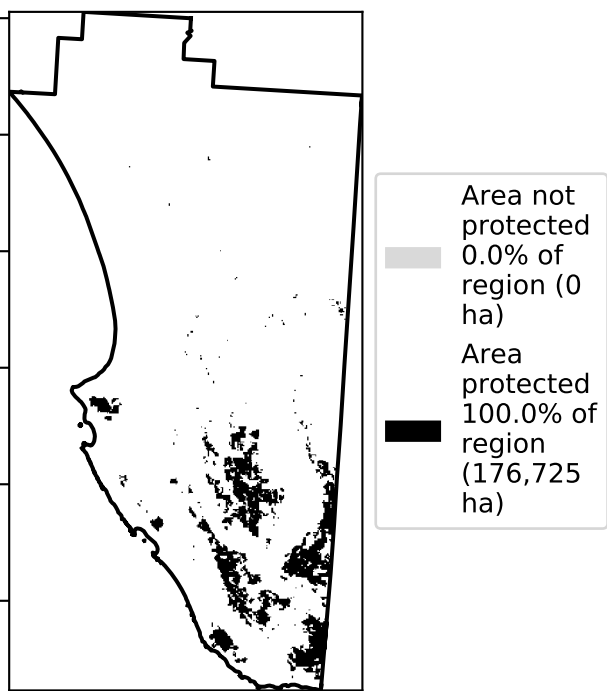 Area not
protected
0.0% of
region (0
ha)
Area
protected
100.0% of
region
(176,725
ha)